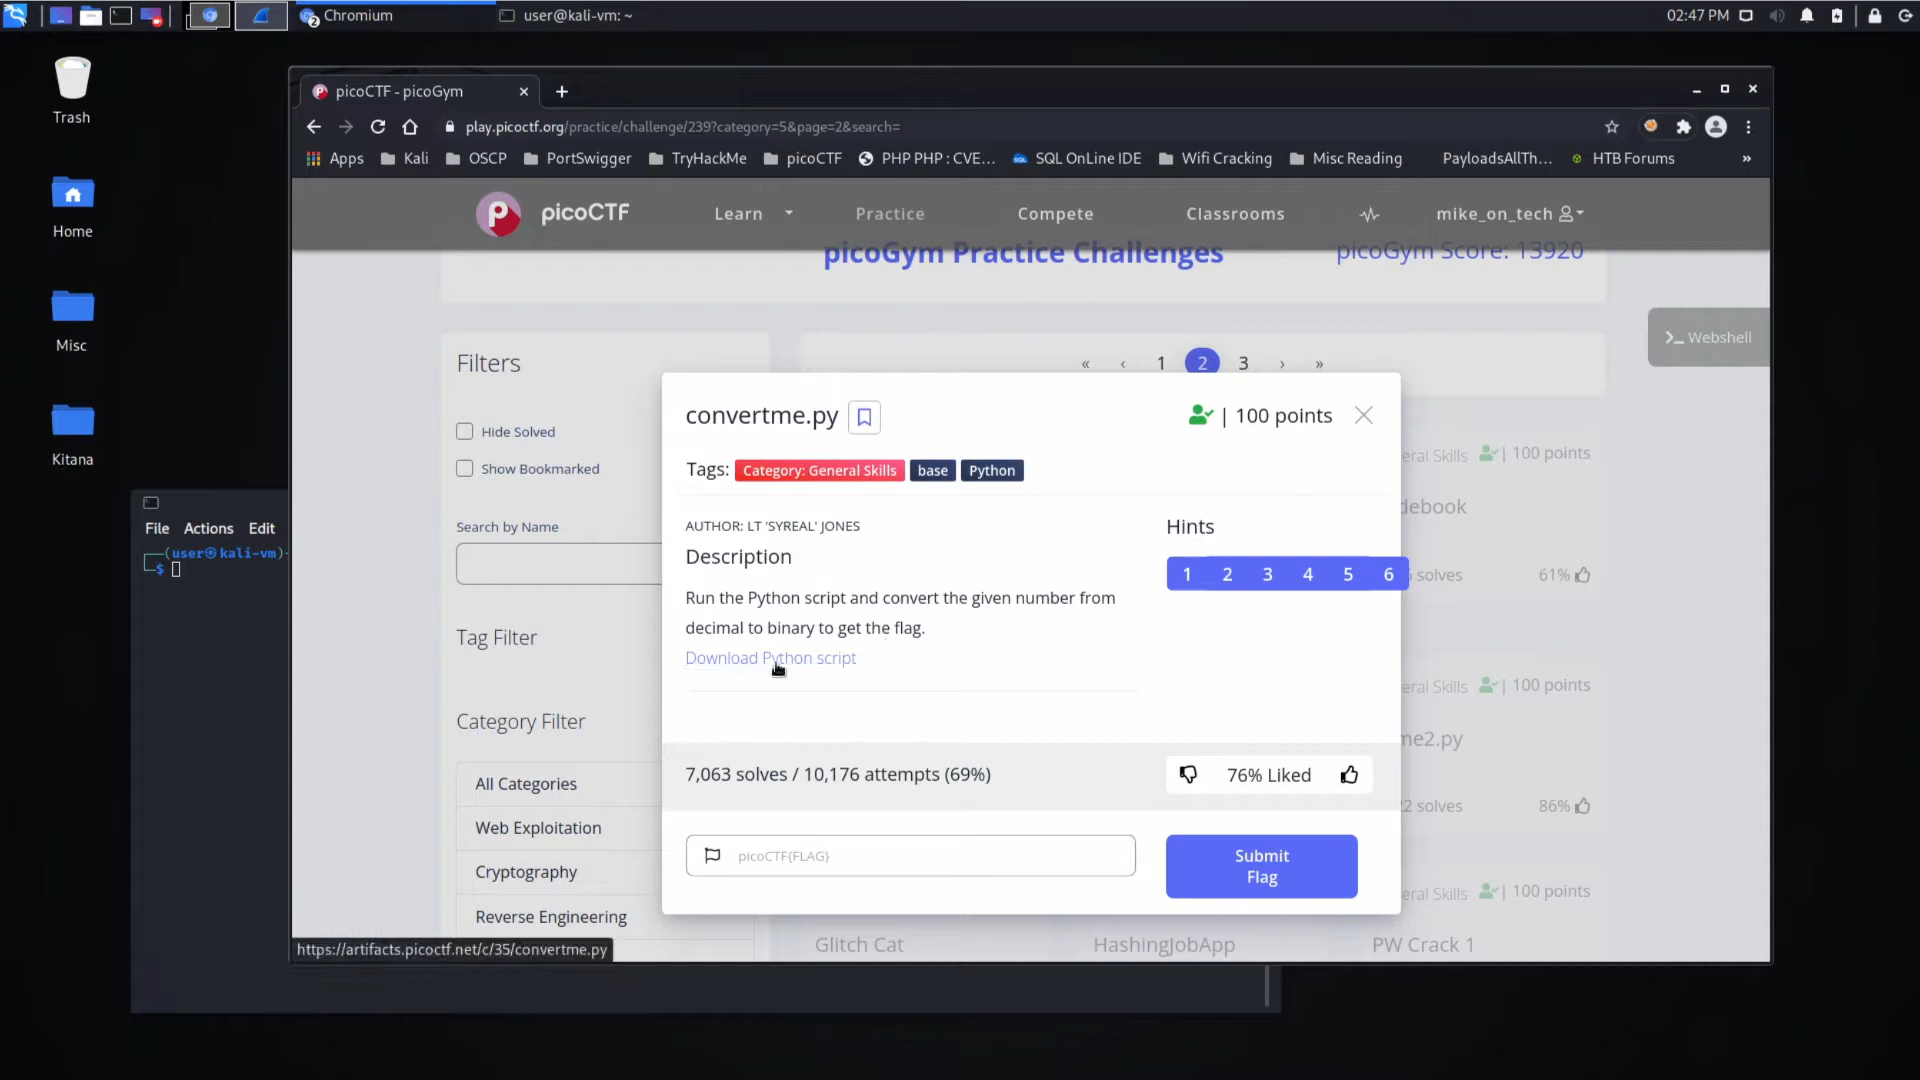 Chromium
user@kali-vm: ~
02:47 PM
Trash
Home
Misc
Kitana
File Actions Edit
(user㉿kali-vm)-
$
picoCTF - picoGym
play.picoctf.org/practice/challenge/239?category=5&page=2&search=
Apps Kali OSCP PortSwigger TryHackMe picoCTF PHP PHP : CVE... SQL OnLine IDE Wifi Cracking Misc Reading PayloadsAllTh... HTB Forums »
picoCTF Learn Practice Compete Classrooms mike_on_tech
picoGym Practice Challenges
picoGym Score: 13920
>_ Webshell
Filters
Hide Solved
Show Bookmarked
Search by Name
Tag Filter
Category Filter
All Categories
Web Exploitation
Cryptography
Reverse Engineering
« ‹ 1 2 3 › »
convertme.py
| 100 points
Tags: Category: General Skills base Python
AUTHOR: LT 'SYREAL' JONES
Description
Run the Python script and convert the given number from
decimal to binary to get the flag.
Download Python script
Hints
1 2 3 4 5 6
7,063 solves / 10,176 attempts (69%)
76% Liked
picoCTF{FLAG}
Submit
Flag
eral Skills | 100 points
debook
solves 61%
eral Skills | 100 points
me2.py
2 solves 86%
eral Skills | 100 points
Glitch Cat
HashingJobApp
PW Crack 1
https://artifacts.picoctf.net/c/35/convertme.py